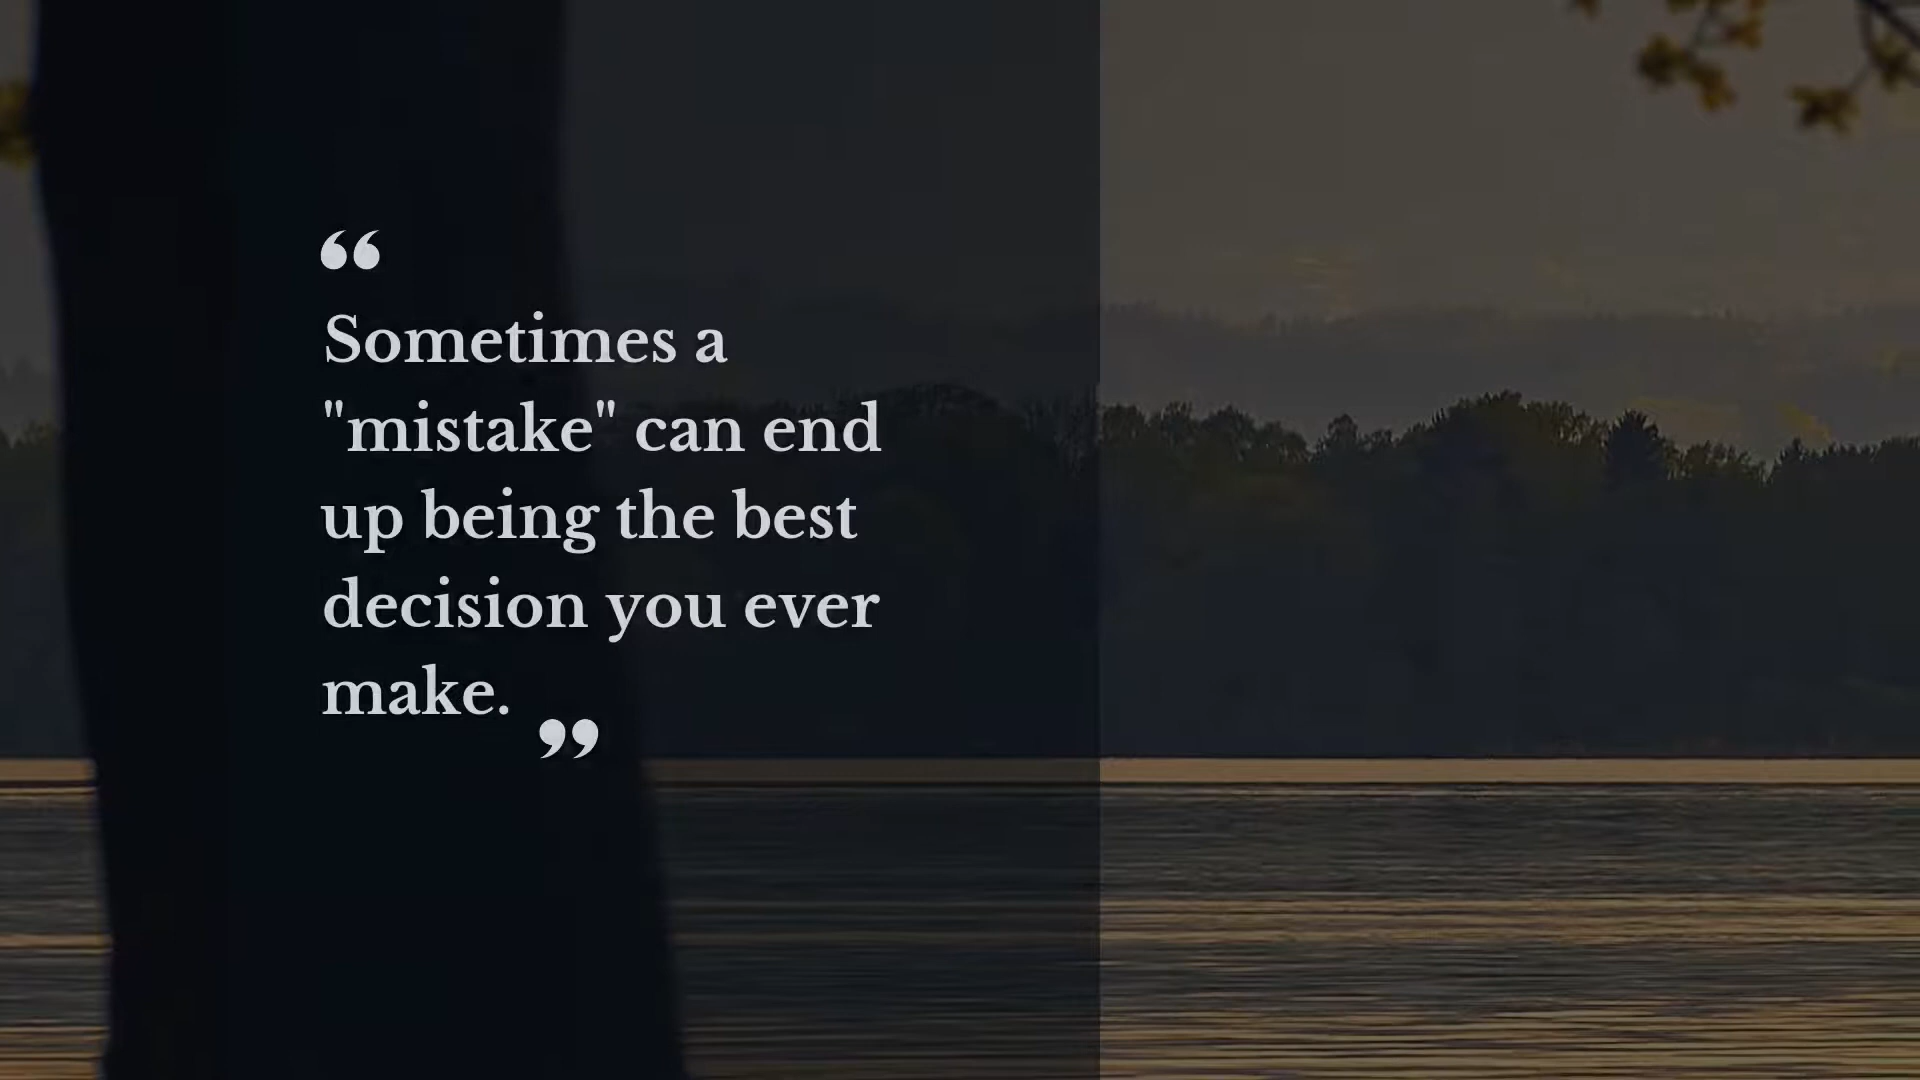 “
Sometimes a
"mistake" can end
up being the best
decision you ever
make.
”